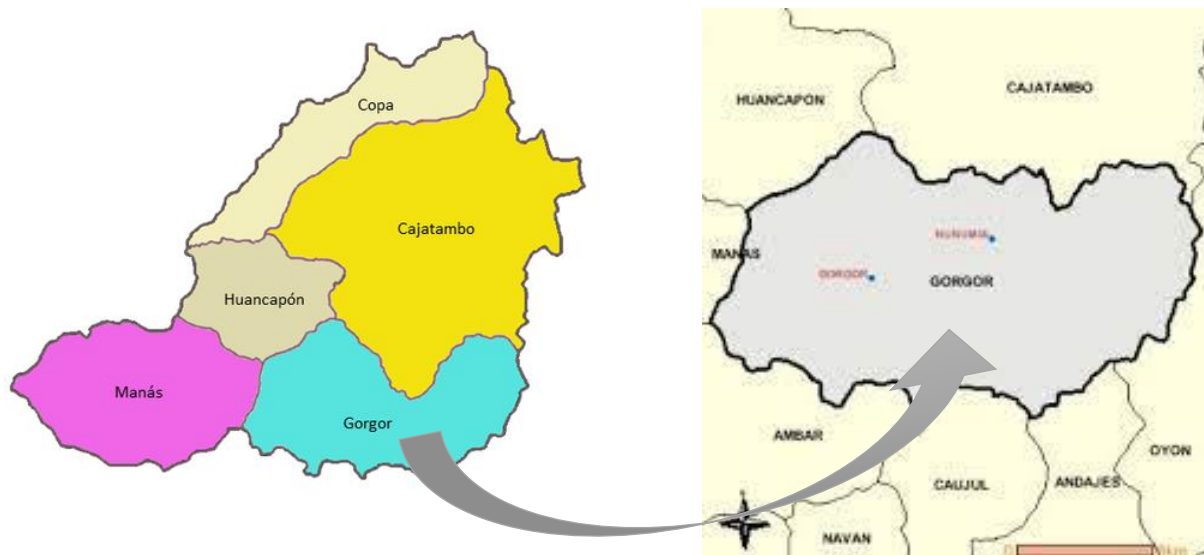 Copa
Cajatambo
Huancapón
Manás
Gorgor
HUANCAPON
CAJATAMBO
MANAS
GORGOR
GORGOR
AMBAR
CAUJUL
ANDAJES
OYON
NAVAN